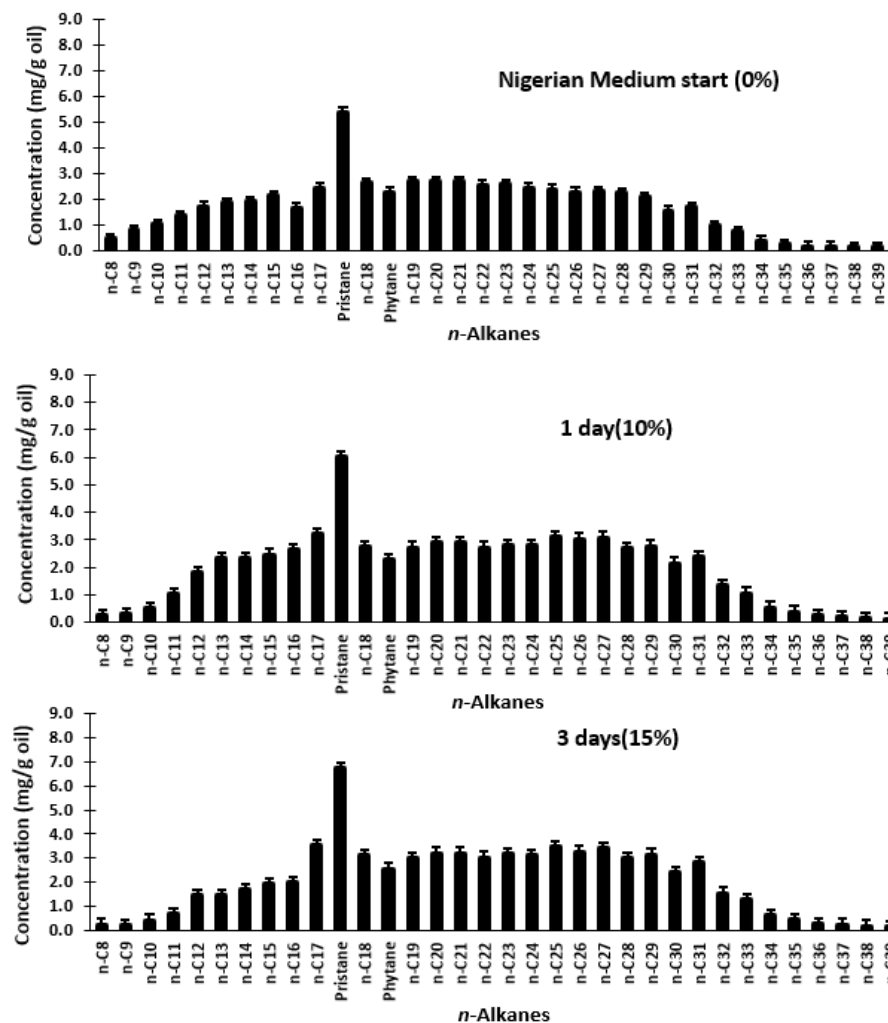 Concentration (mg/g oil)
9.0
8.0
7.0
6.0
5.0
4.0
3.0
2.0
1.0
0.0
Nigerian Medium start (0%)
n-C8
n-C9
n-C10
n-C11
n-C12
n-C13
n-C14
n-C15
n-C16
n-C17
Pristane
n-C18
Phytane
n-C19
n-C20
n-C21
n-C22
n-C23
n-C24
n-C25
n-C26
n-C27
n-C28
n-C29
n-C30
n-C31
n-C32
n-C33
n-C34
n-C35
n-C36
n-C37
n-C38
n-C39
n-Alkanes
Concentration (mg/g oil)
9.0
8.0
7.0
6.0
5.0
4.0
3.0
2.0
1.0
0.0
1 day(10%)
n-C8
n-C9
n-C10
n-C11
n-C12
n-C13
n-C14
n-C15
n-C16
n-C17
Pristane
n-C18
Phytane
n-C19
n-C20
n-C21
n-C22
n-C23
n-C24
n-C25
n-C26
n-C27
n-C28
n-C29
n-C30
n-C31
n-C32
n-C33
n-C34
n-C35
n-C36
n-C37
n-C38
n-Alkanes
Concentration (mg/g oil)
9.0
8.0
7.0
6.0
5.0
4.0
3.0
2.0
1.0
0.0
3 days(15%)
n-C8
n-C9
n-C10
n-C11
n-C12
n-C13
n-C14
n-C15
n-C16
n-C17
Pristane
n-C18
Phytane
n-C19
n-C20
n-C21
n-C22
n-C23
n-C24
n-C25
n-C26
n-C27
n-C28
n-C29
n-C30
n-C31
n-C32
n-C33
n-C34
n-C35
n-C36
n-C37
n-C38
n-Alkanes